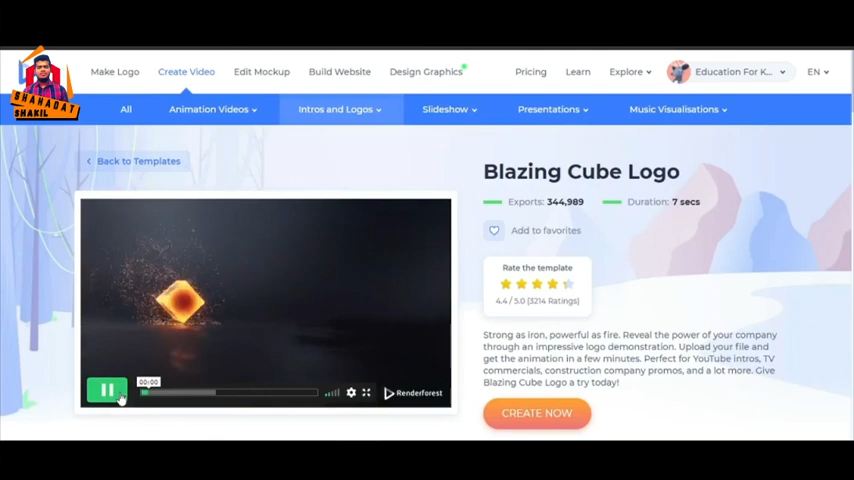 Make Logo Create Video Edit Mockup Build Website Design Graphics Pricing Learn Explore Education For K... EN
SHAHADAT
SHAKIL
All Animation Videos Intros and Logos Slideshow Presentations Music Visualisations
Back to Templates
Blazing Cube Logo
Exports: 344,989 Duration: 7 secs
Add to favorites
Rate the template
4.4 / 5.0 (3214 Ratings)
Strong as iron, powerful as fire. Reveal the power of your company
through an impressive logo demonstration. Upload your file and
get the animation in a few minutes. Perfect for YouTube intros, TV
commercials, construction company promos, and a lot more. Give
Blazing Cube Logo a try today!
00:00
Renderforest
CREATE NOW